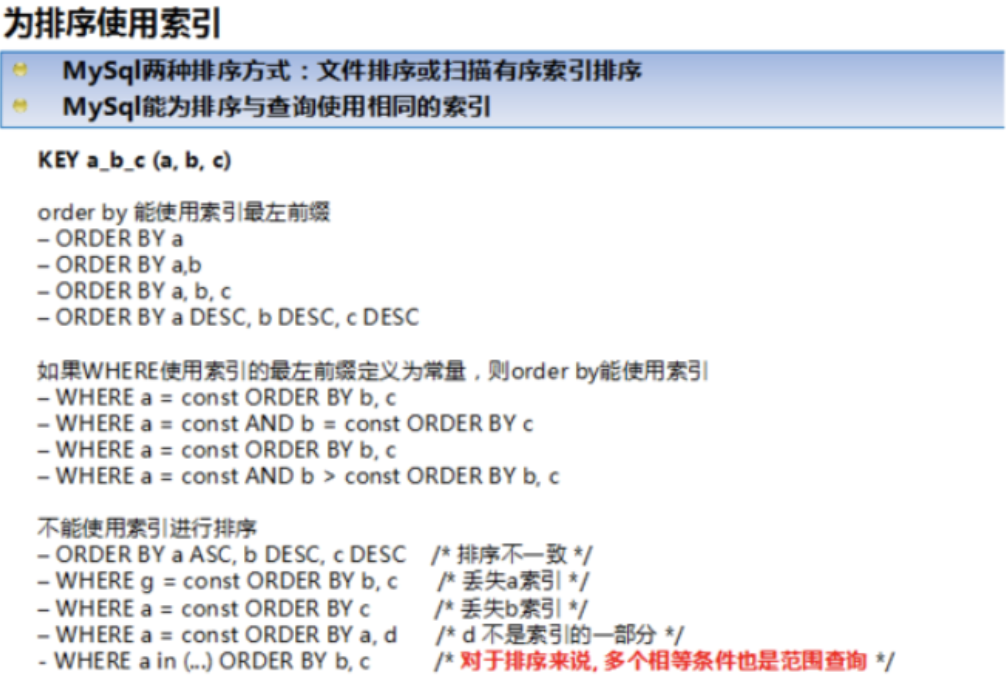 为排序使用索引
MySql两种排序方式：文件排序或扫描有序索引排序
MySql能为排序与查询使用相同的索引
KEY a_b_c (a, b, c)
order by 能使用索引最左前缀
– ORDER BY a
– ORDER BY a,b
– ORDER BY a, b, c
– ORDER BY a DESC, b DESC, c DESC
如果WHERE使用索引的最左前缀定义为常量，则order by能使用索引
– WHERE a = const ORDER BY b, c
– WHERE a = const AND b = const ORDER BY c
– WHERE a = const ORDER BY b, c
– WHERE a = const AND b > const ORDER BY b, c
不能使用索引进行排序
– ORDER BY a ASC, b DESC, c DESC /* 排序不一致 */
– WHERE g = const ORDER BY b, c /* 丢失a索引 */
– WHERE a = const ORDER BY c /* 丢失b索引 */
– WHERE a = const ORDER BY a, d /* d 不是索引的一部分 */
- WHERE a in (...) ORDER BY b, c /* 对于排序来说, 多个相等条件也是范围查询 */